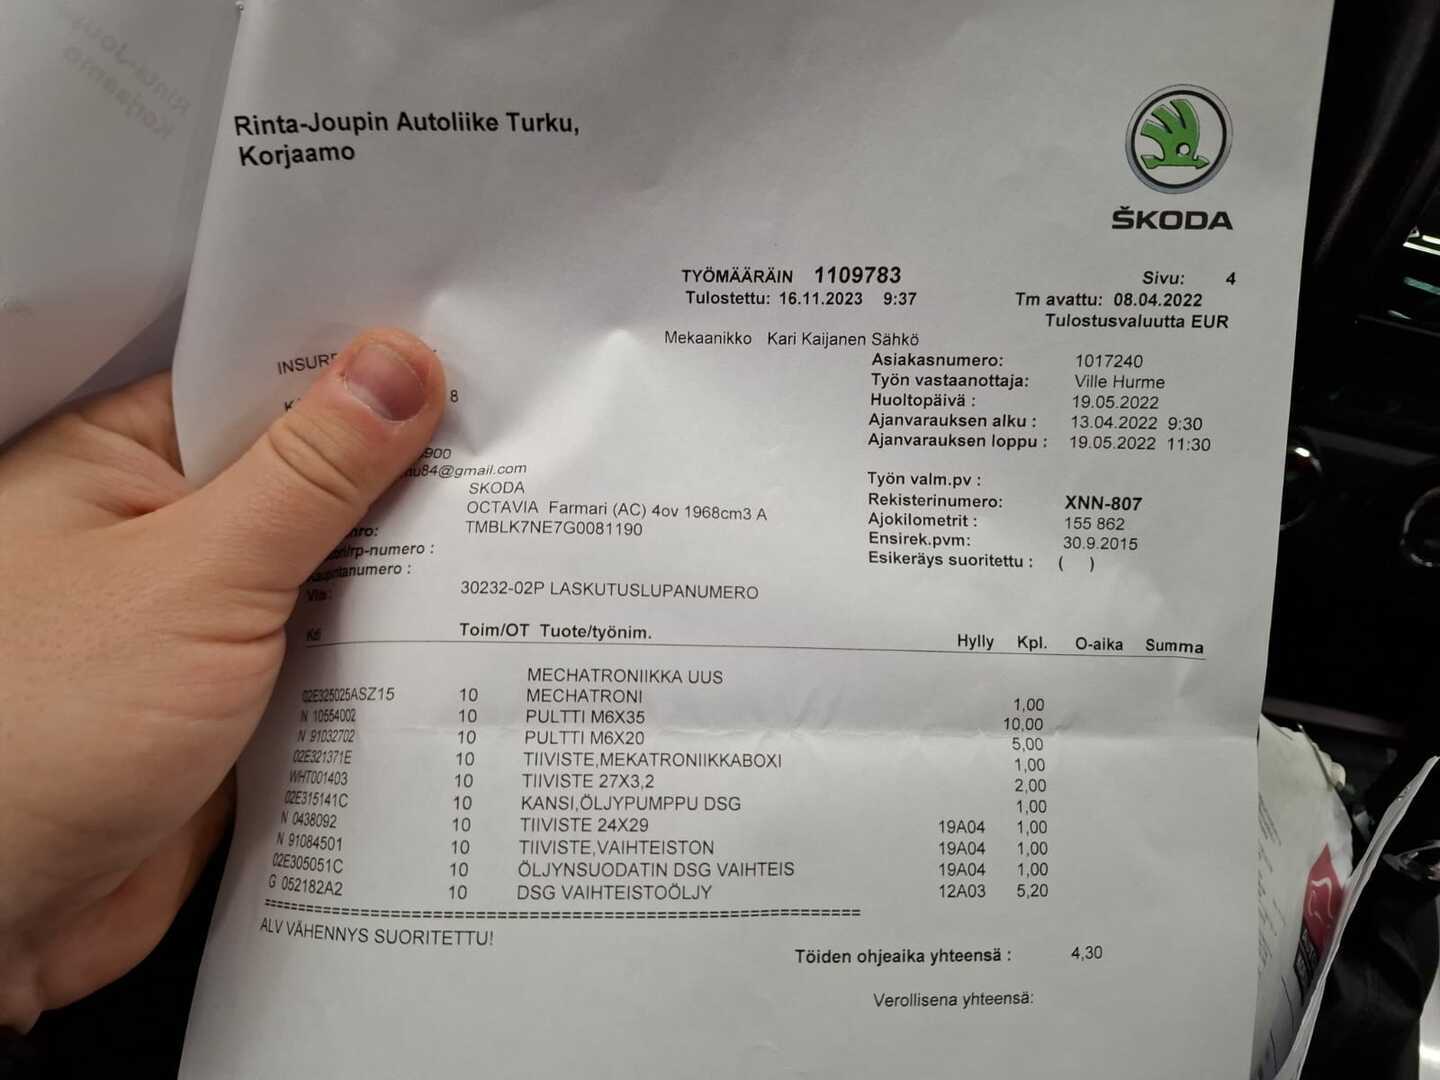 Rinta-Joupin Autoliike Turku,
Korjaamo
ŠKODA
TYÖMÄÄRÄIN 1109783
Sivu: 4
Tulostettu: 16.11.2023 9:37
Tm avattu: 08.04.2022
Tulostusvaluutta EUR
Mekaanikko Kari Kaijanen Sähkö
Asiakasnumero: 1017240
Työn vastaanottaja: Ville Hurme
Huoltopäivä : 19.05.2022
Ajanvarauksen alku : 13.04.2022 9:30
Ajanvarauksen loppu : 19.05.2022 11:30
Työn valm.pv :
Rekisterinumero: XNN-807
Ajokilometrit : 155 862
Ensirek.pvm: 30.9.2015
Esikeräys suoritettu : ( )
8
@gmail.com
SKODA
OCTAVIA Farmari (AC) 4ov 1968cm3 A
TMBLK7NE7G0081190
30232-02P LASKUTUSLUPANUMERO
Toim/OT Tuote/työnim. Hylly Kpl. O-aika Summa
MECHATRONIIKKA UUS
02E325025ASZ15 10 MECHATRONI 1,00
N 10554002 10 PULTTI M6X35 10,00
N 91032702 10 PULTTI M6X20 5,00
02E321371E 10 TIIVISTE,MEKATRONIIKKABOXI 1,00
WHT001403 10 TIIVISTE 27X3,2 2,00
02E315141C 10 KANSI,ÖLJYPUMPPU DSG 1,00
N 0438092 10 TIIVISTE 24X29 19A04 1,00
N 91084501 10 TIIVISTE,VAIHTEISTON 19A04 1,00
02E305051C 10 ÖLJYNSUODATIN DSG VAIHTEIS 19A04 1,00
G 052182A2 10 DSG VAIHTEISTOÖLJY 12A03 5,20
ALV VÄHENNYS SUORITETTU!
Töiden ohjeaika yhteensä : 4,30
Verollisena yhteensä: